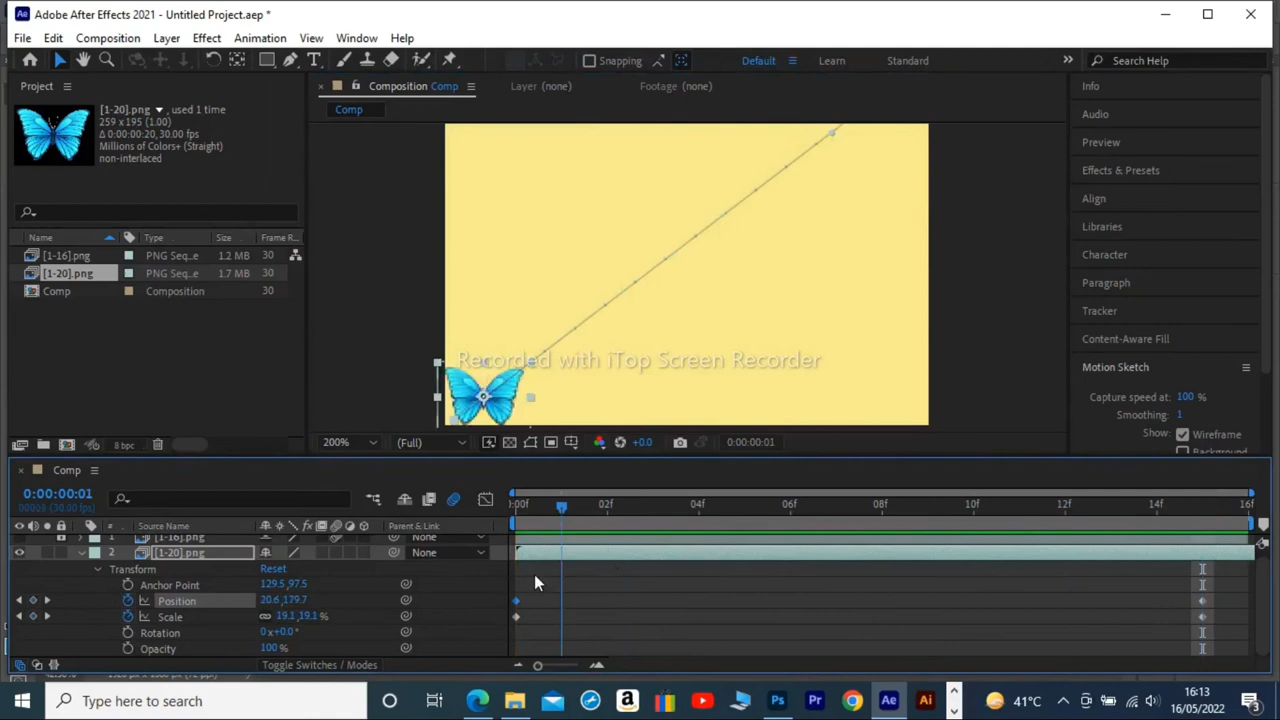 Adobe After Effects 2021 - Untitled Project.aep *
File Edit Composition Layer Effect Animation View Window Help
Snapping Default Learn Standard Search Help
Project
[1-20].png , used 1 time
259 x 195 (1.00)
Δ 0:00:00:20, 30.00 fps
Millions of Colors+ (Straight)
non-interlaced
Name Type Size Frame R...
[1-16].png PNG Seq...e 1.2 MB 30
[1-20].png PNG Seq...e 1.7 MB 30
Comp Composition 30
8 bpc
Composition Comp Layer (none) Footage (none)
Comp
Recorded with iTop Screen Recorder
200% (Full) +0.0 0:00:00:01
Info
Audio
Preview
Effects & Presets
Align
Libraries
Character
Paragraph
Tracker
Content-Aware Fill
Motion Sketch
Capture speed at: 100 %
Smoothing: 1
Show: Wireframe
Background
Comp
0:00:00:01
00001 (30.00 fps)
:00f 02f 04f 06f 08f 10f 12f 14f 16f
# Source Name Parent & Link
1 [1-16].png None
2 [1-20].png None
Transform Reset
Anchor Point 129.5,97.5
Position 20.6,179.7
Scale 19.1,19.1 %
Rotation 0x+0.0°
Opacity 100 %
Toggle Switches / Modes
Type here to search
41°C
16:13
16/05/2022
3